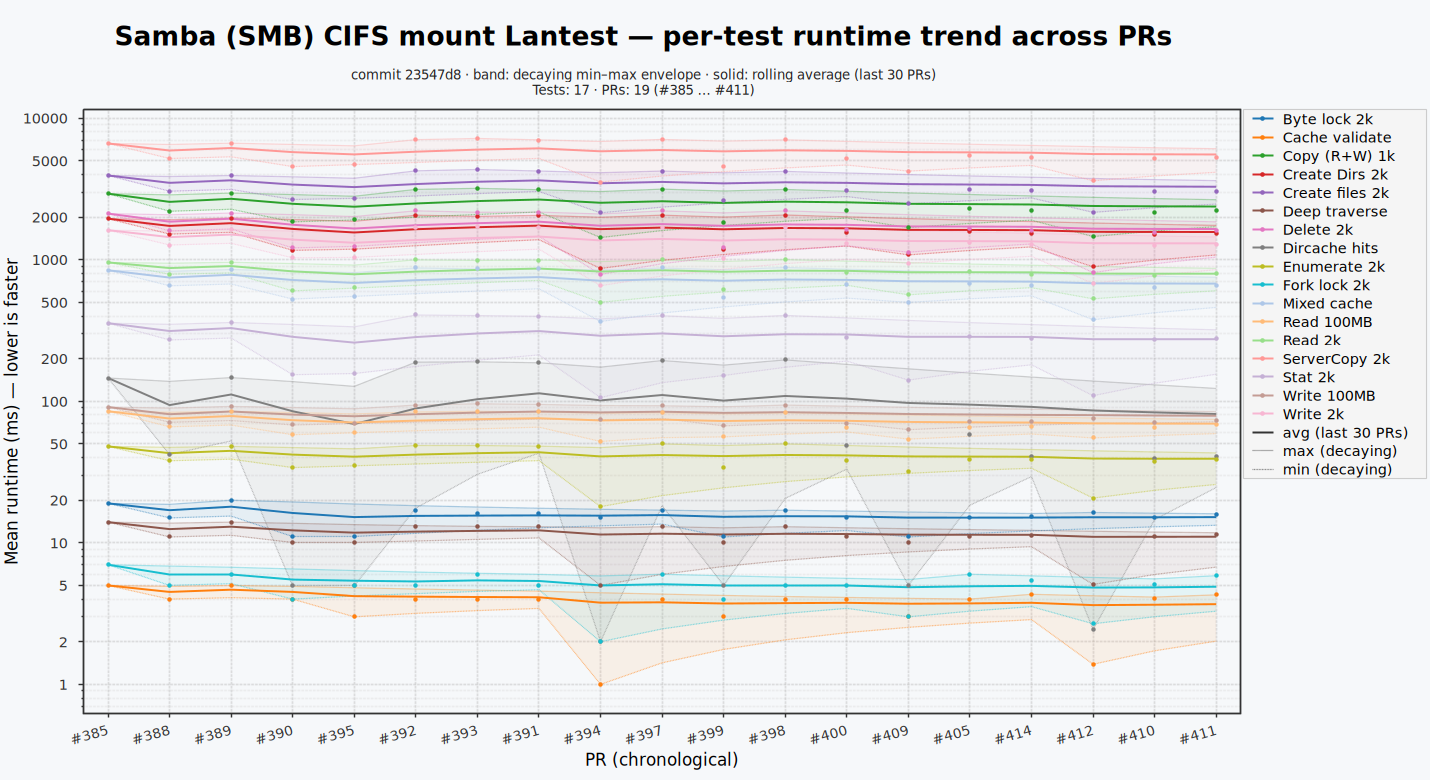 Samba (SMB) CIFS mount Lantest — per-test runtime trend across PRs
commit 23547d8 · band: decaying min–max envelope · solid: rolling average (last 30 PRs)
Tests: 17 · PRs: 19 (#385 … #411)
Mean runtime (ms) — lower is faster
10000
5000
2000
1000
500
200
100
50
20
10
5
2
1
#385
#388
#389
#390
#395
#392
#393
#391
#394
#397
#399
#398
#400
#409
#405
#414
#412
#410
#411
PR (chronological)
Byte lock 2k
Cache validate
Copy (R+W) 1k
Create Dirs 2k
Create files 2k
Deep traverse
Delete 2k
Dircache hits
Enumerate 2k
Fork lock 2k
Mixed cache
Read 100MB
Read 2k
ServerCopy 2k
Stat 2k
Write 100MB
Write 2k
avg (last 30 PRs)
max (decaying)
min (decaying)